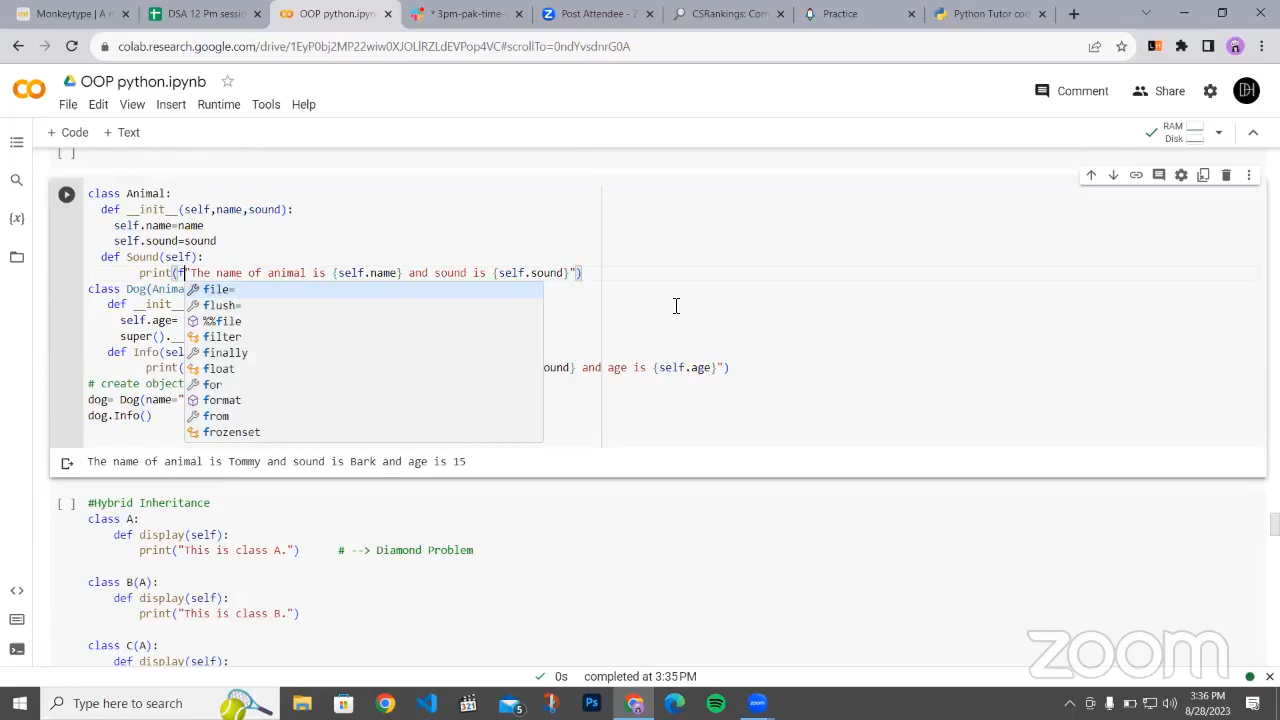 Monkeytype | A m
DSA 12 Pm sessi
OOP python.ipynb
* 3pm-pak-time-
Post Attendee - Z
CSRankings: Com
Practice
Python Tutor cod
colab.research.google.com/drive/1EyP0bj2MP22wiw0XJOLlRZLdEVPop4VC#scrollTo=0ndYvsdnrG0A
OOP python.ipynb
File Edit View Insert Runtime Tools Help
Comment Share DH
+ Code + Text
RAM
Disk
[ ]
class Animal:
def __init__(self,name,sound):
self.name=name
self.sound=sound
def Sound(self):
print(f"The name of animal is {self.name} and sound is {self.sound}")
class Dog(Anima
file=
def __init__
flush=
self.age=
%%file
super().__
filter
def Info(sel
finally
print(
float
ound} and age is {self.age}")
# create object
for
dog= Dog(name="
format
dog.Info()
from
frozenset
The name of animal is Tommy and sound is Bark and age is 15
[ ] #Hybrid Inheritance
class A:
def display(self):
print("This is class A.") # --> Diamond Problem
class B(A):
def display(self):
print("This is class B.")
class C(A):
def display(self):
zoom
0s completed at 3:35 PM
Type here to search
5
Ps
zoom
3:36 PM
8/28/2023